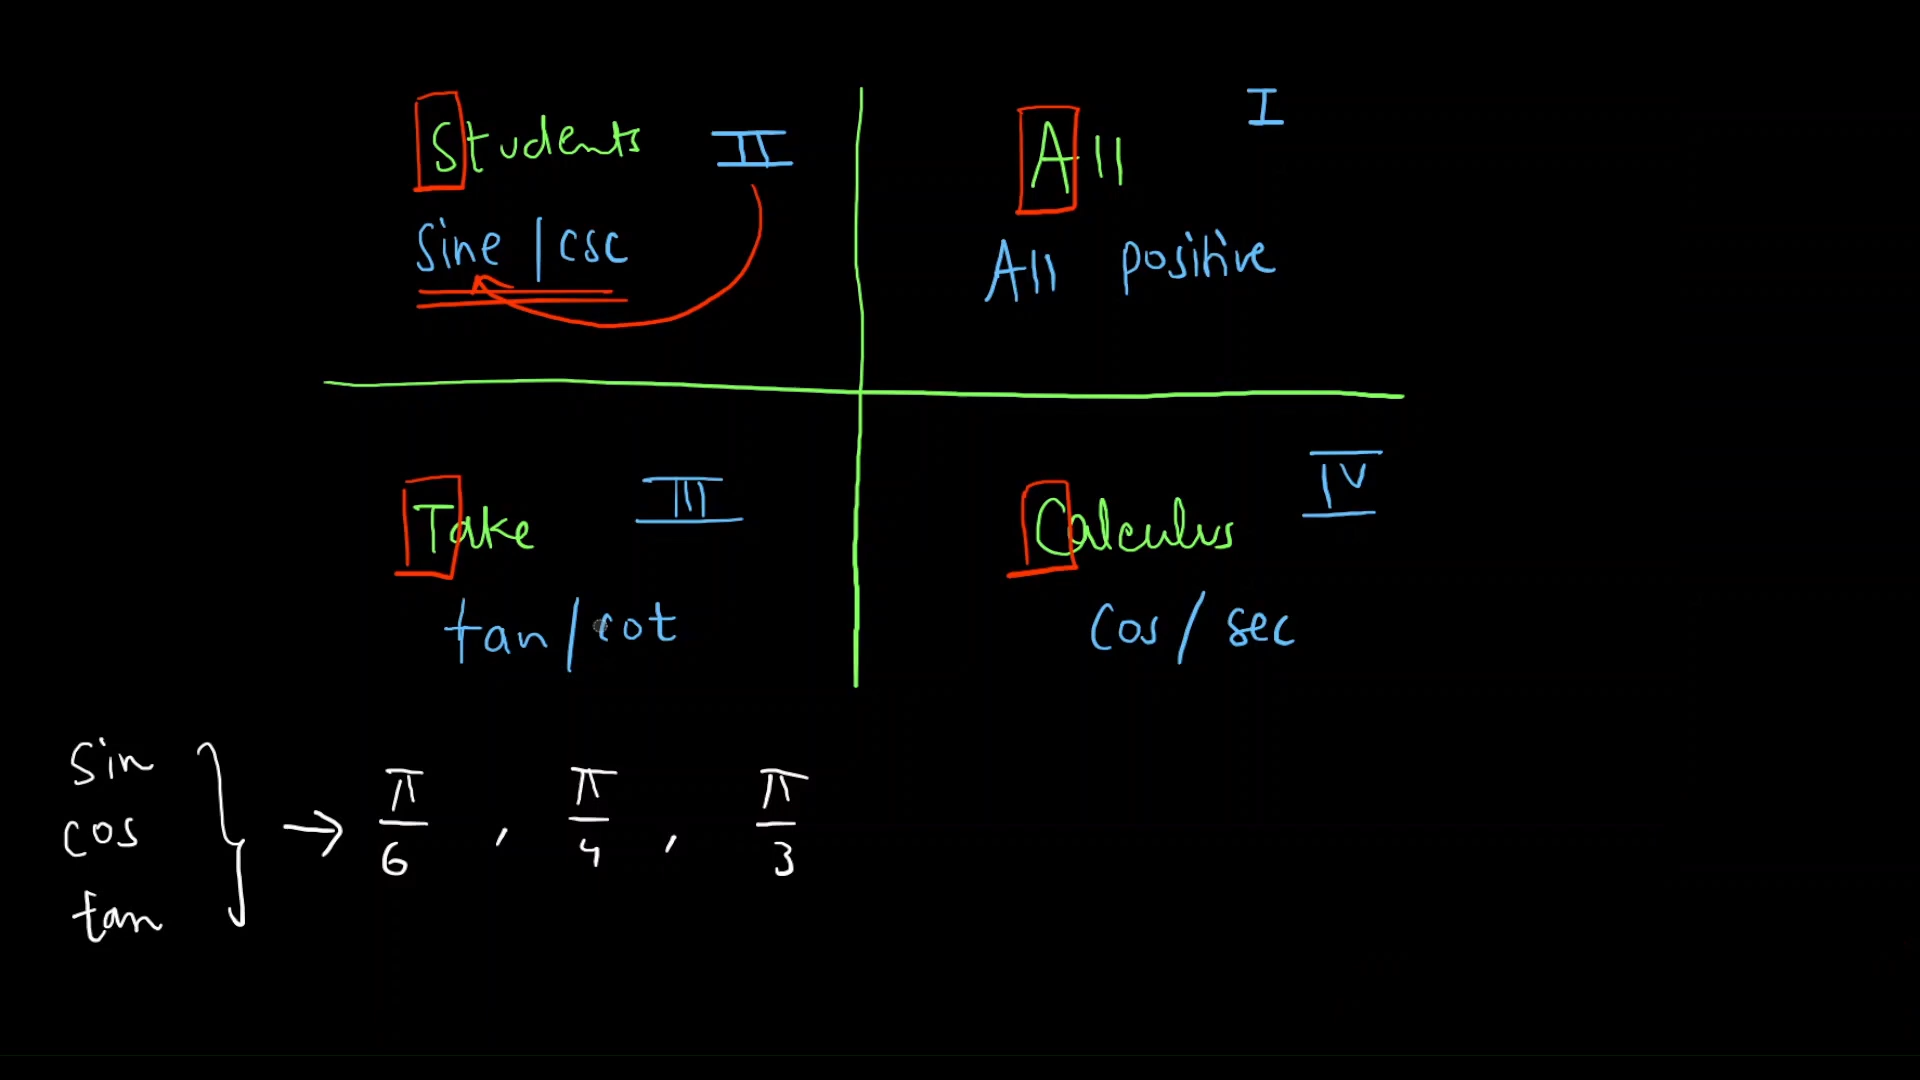 Students II
sine / csc
All I
All positive
Take III
tan / cot
Calculus IV
Cos / sec
sin
cos
tan
→ π/6 , π/4 , π/3